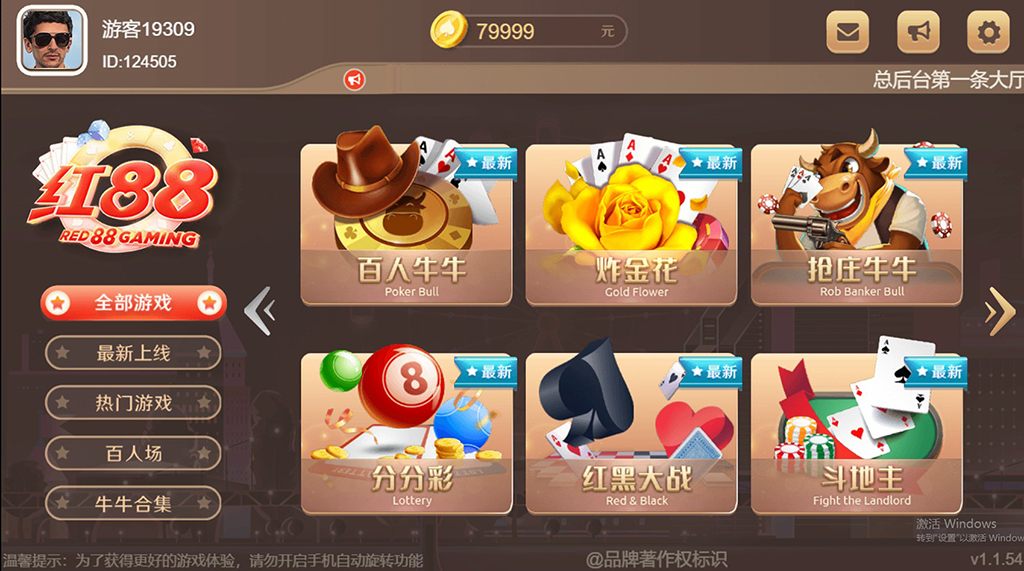 游客19309
ID:124505
79999 元
总后台第一条大厅
红88
RED 88 GAMING
全部游戏
最新上线
热门游戏
百人场
牛牛合集
最新
百人牛牛
Poker Bull
最新
炸金花
Gold Flower
最新
抢庄牛牛
Rob Banker Bull
最新
8
分分彩
Lottery
最新
红黑大战
Red & Black
最新
斗地主
Fight the Landlord
激活 Windows
转到"设置"以激活 Window
温馨提示：为了获得更好的游戏体验，请勿开启手机自动旋转功能
@品牌著作权标识
v1.1.54